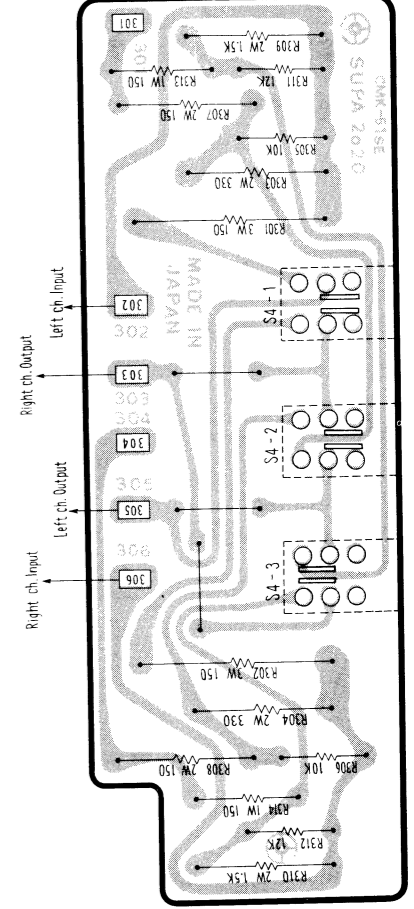 301
301
R309 2W 1.5K
R311 12K
R313 1W 150
R307 2W 150
R305 10K
R303 2W 330
R301 3W 150
CMK-51SE
SUPA 2020
MADE IN
JAPAN
302
302
Left ch. Input
303
303
Right ch. Output
304
304
305
305
Left ch. Output
306
306
Right ch. Input
S4 - 1
S4 - 2
S4 - 3
R302 3W 150
R304 2W 330
R308 2W 150
R306 10K
R314 1W 150
R312 12K
R310 2W 1.5K